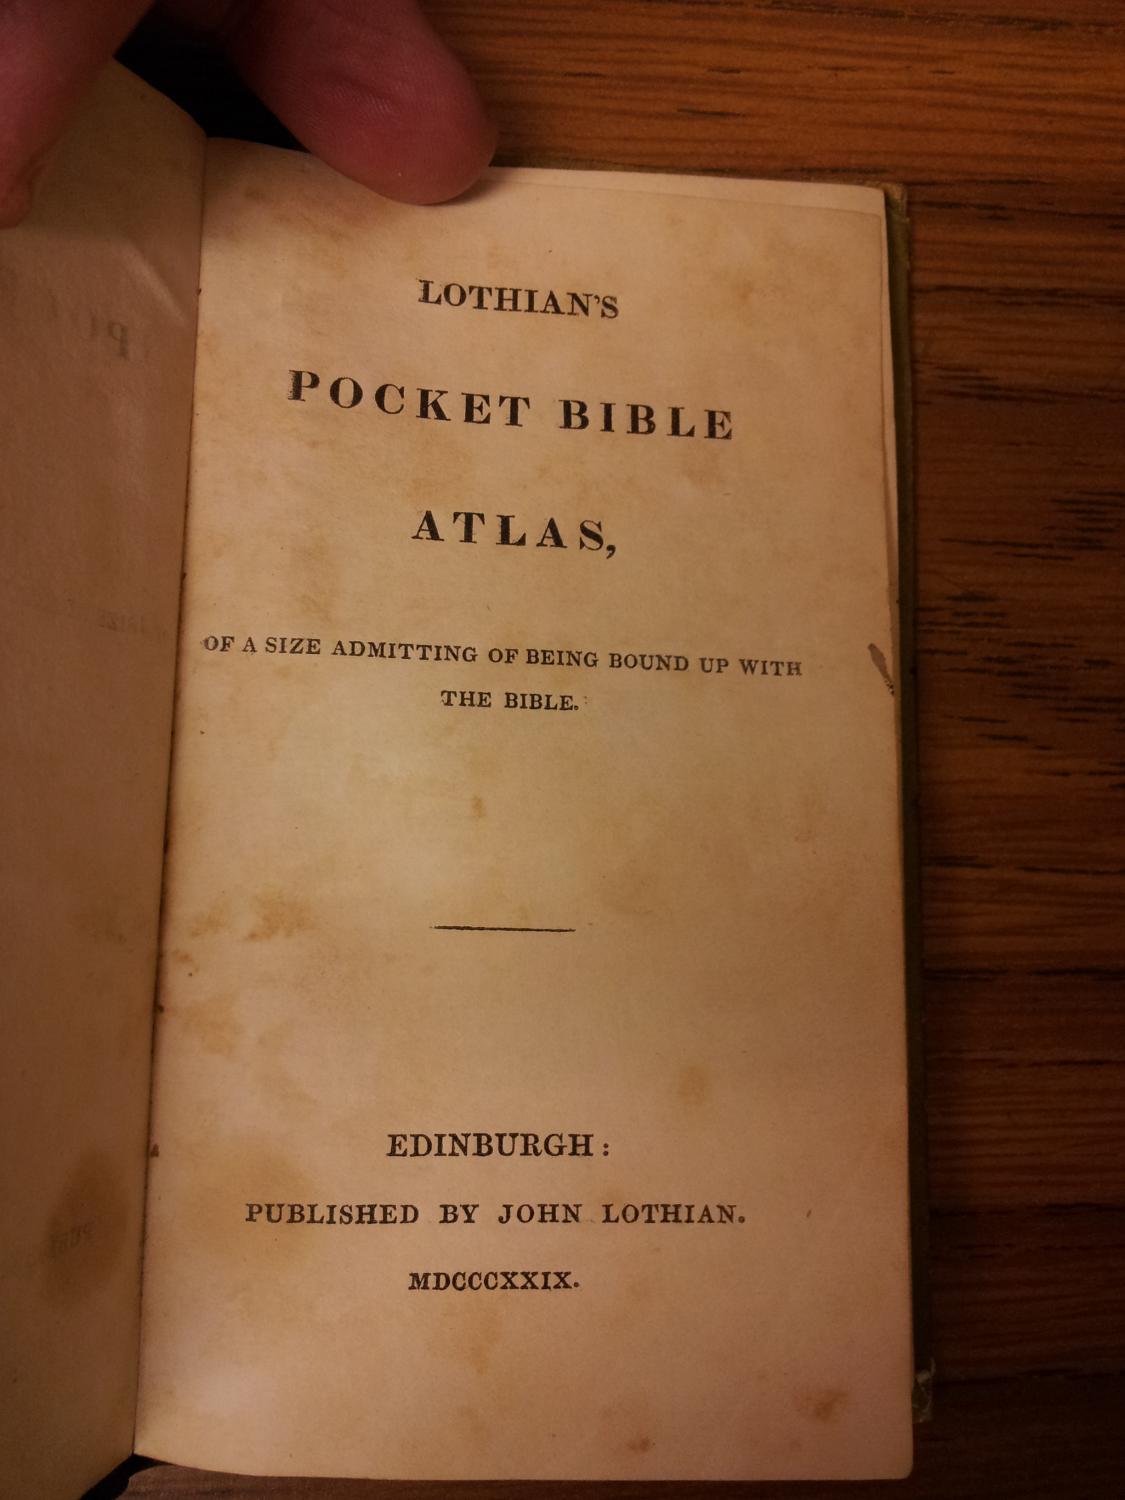 LOTHIAN'S
POCKET BIBLE
ATLAS,
OF A SIZE ADMITTING OF BEING BOUND UP WITH
THE BIBLE.
EDINBURGH:
PUBLISHED BY JOHN LOTHIAN.
MDCCCXXIX.